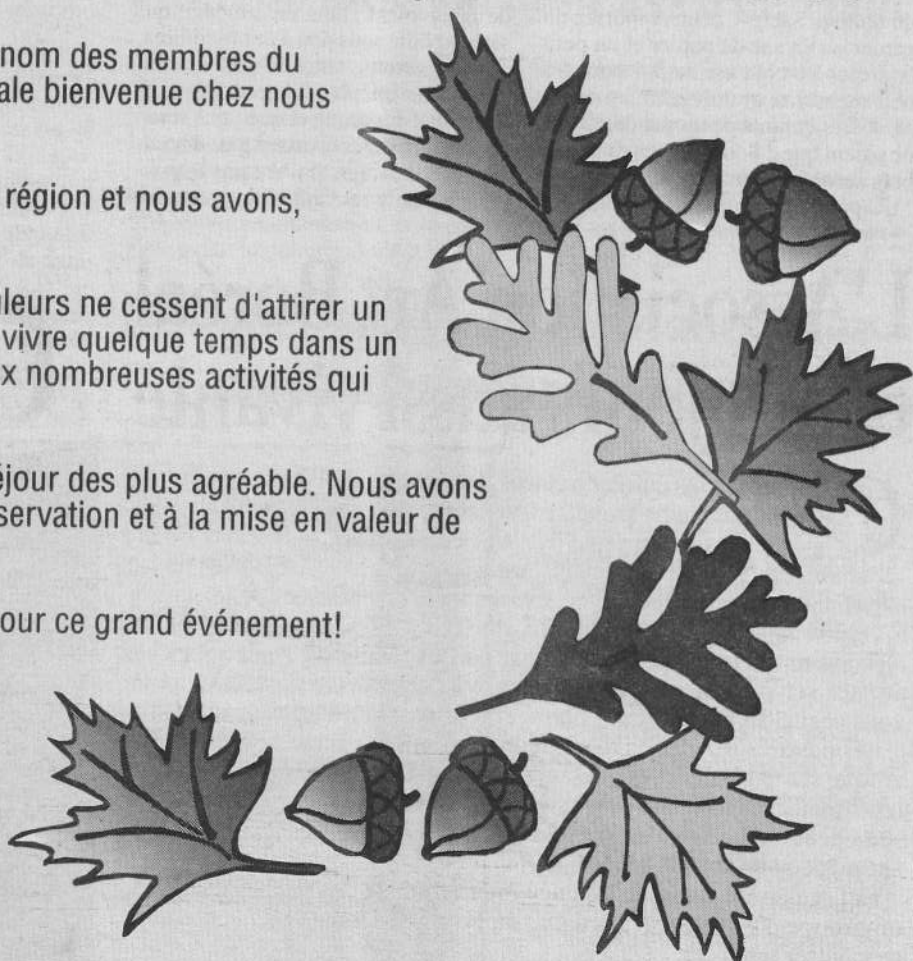 nom des membres du
ale bienvenue chez nous
région et nous avons,
leurs ne cessent d'attirer un
vivre quelque temps dans un
x nombreuses activités qui
éjour des plus agréable. Nous avons
servation et à la mise en valeur de
our ce grand événement!